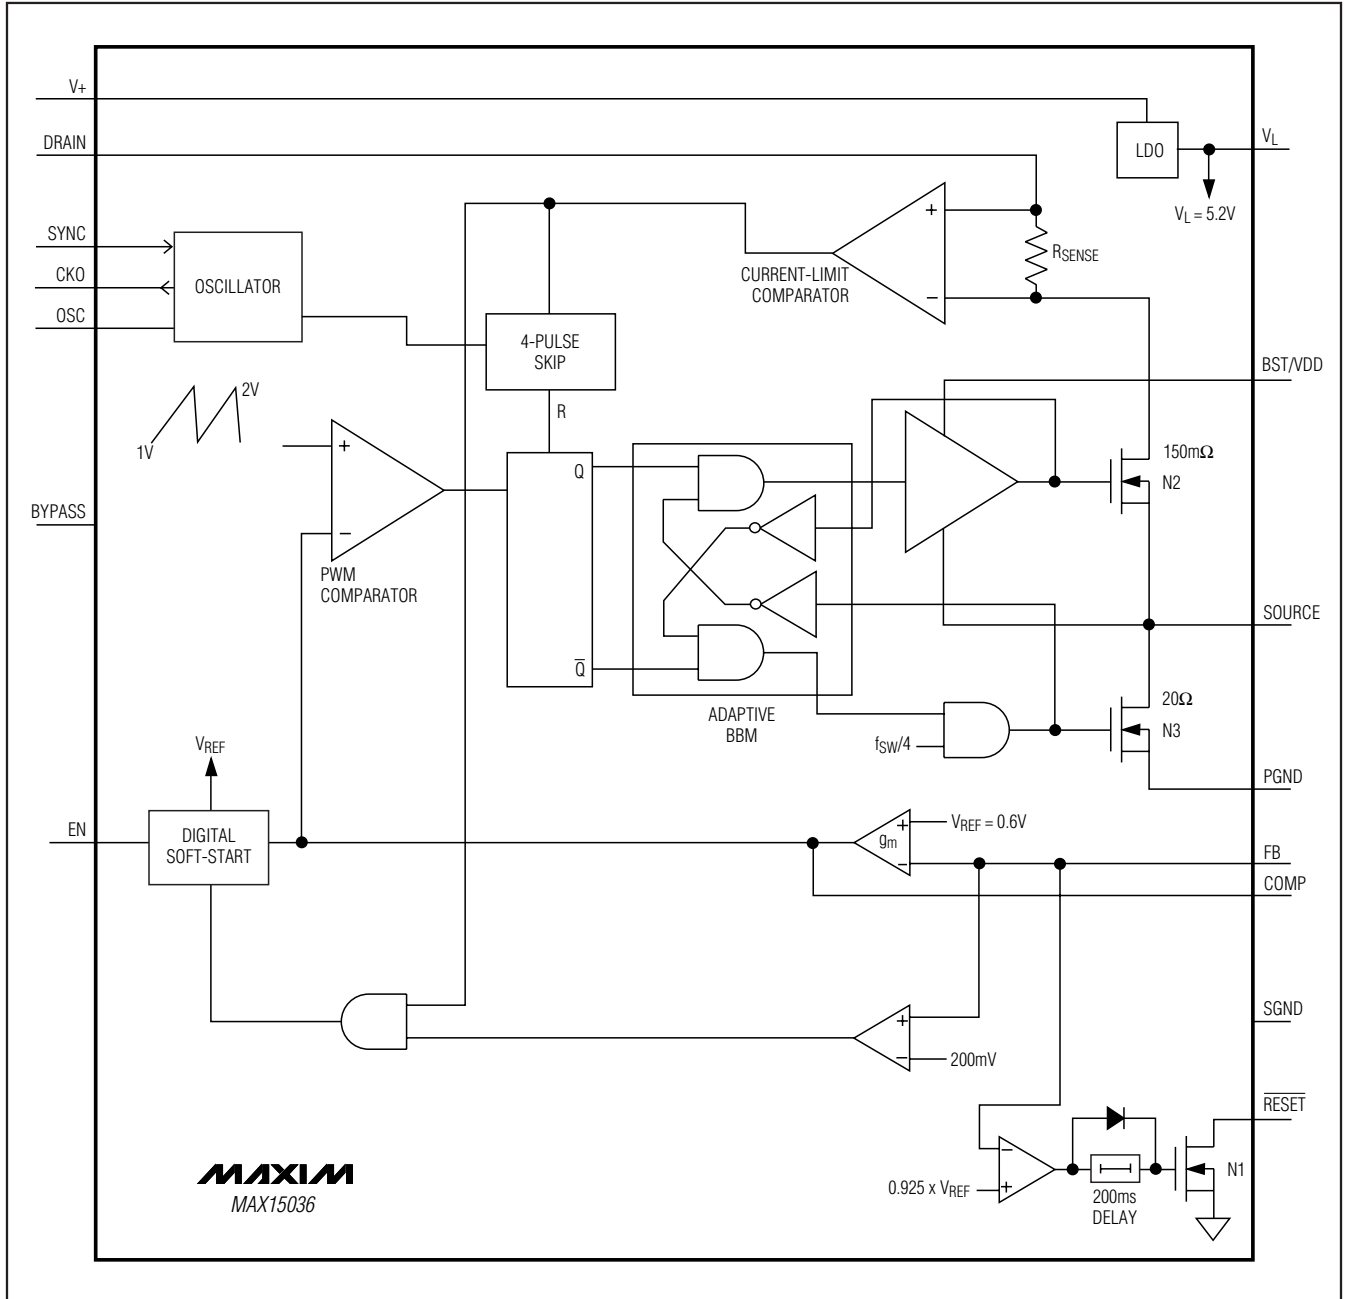 V+
DRAIN
LDO
VL
VL = 5.2V
SYNC
CKO
OSC
OSCILLATOR
+
−
CURRENT-LIMIT
COMPARATOR
RSENSE
4-PULSE
SKIP
R
1V
2V
BST/VDD
+
−
PWM
COMPARATOR
Q
Q̅
BYPASS
150mΩ
N2
SOURCE
ADAPTIVE
BBM
fSW/4
20Ω
N3
PGND
VREF
EN
DIGITAL
SOFT-START
gm
+
−
VREF = 0.6V
FB
COMP
+
−
200mV
SGND
R̅E̅S̅E̅T̅
−
+
0.925 x VREF
200ms
DELAY
N1
MAXIM
MAX15036